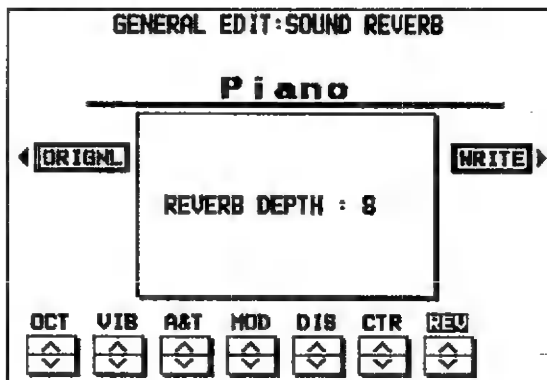 GENERAL EDIT:SOUND REVERB
Piano
ORIGNL
WRITE
REVERB DEPTH : 8
OCT VIB A&T MOD DIS CTR REV